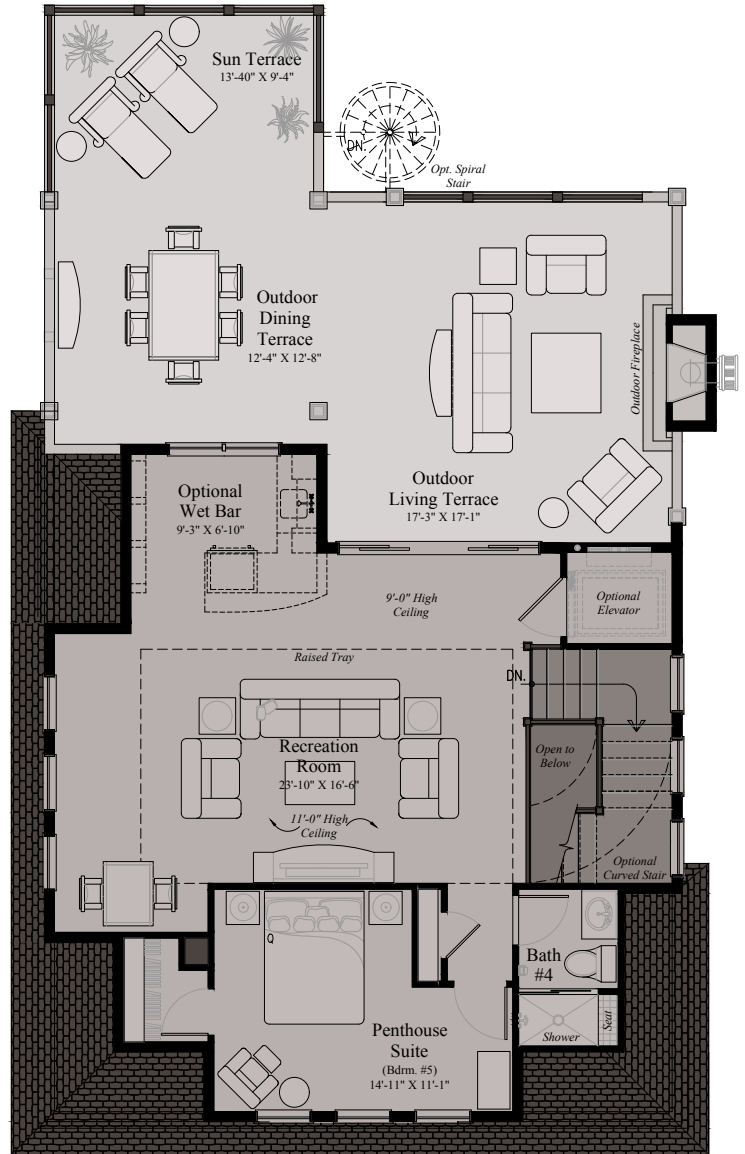 Sun Terrace
13'-40" X 9'-4"
DN.
Opt. Spiral
Stair
Outdoor
Dining
Terrace
12'-4" X 12'-8"
Outdoor Fireplace
Outdoor
Living Terrace
17'-3" X 17'-1"
Optional
Wet Bar
9'-3" X 6'-10"
9'-0" High
Ceiling
Optional
Elevator
Raised Tray
DN.
Recreation
Room
23'-10" X 16'-6"
Open to
Below
11'-0" High
Ceiling
Optional
Curved Stair
Q
Bath
#4
Penthouse
Suite
(Bdrm. #5)
14'-11" X 11'-1"
Shower
Seat